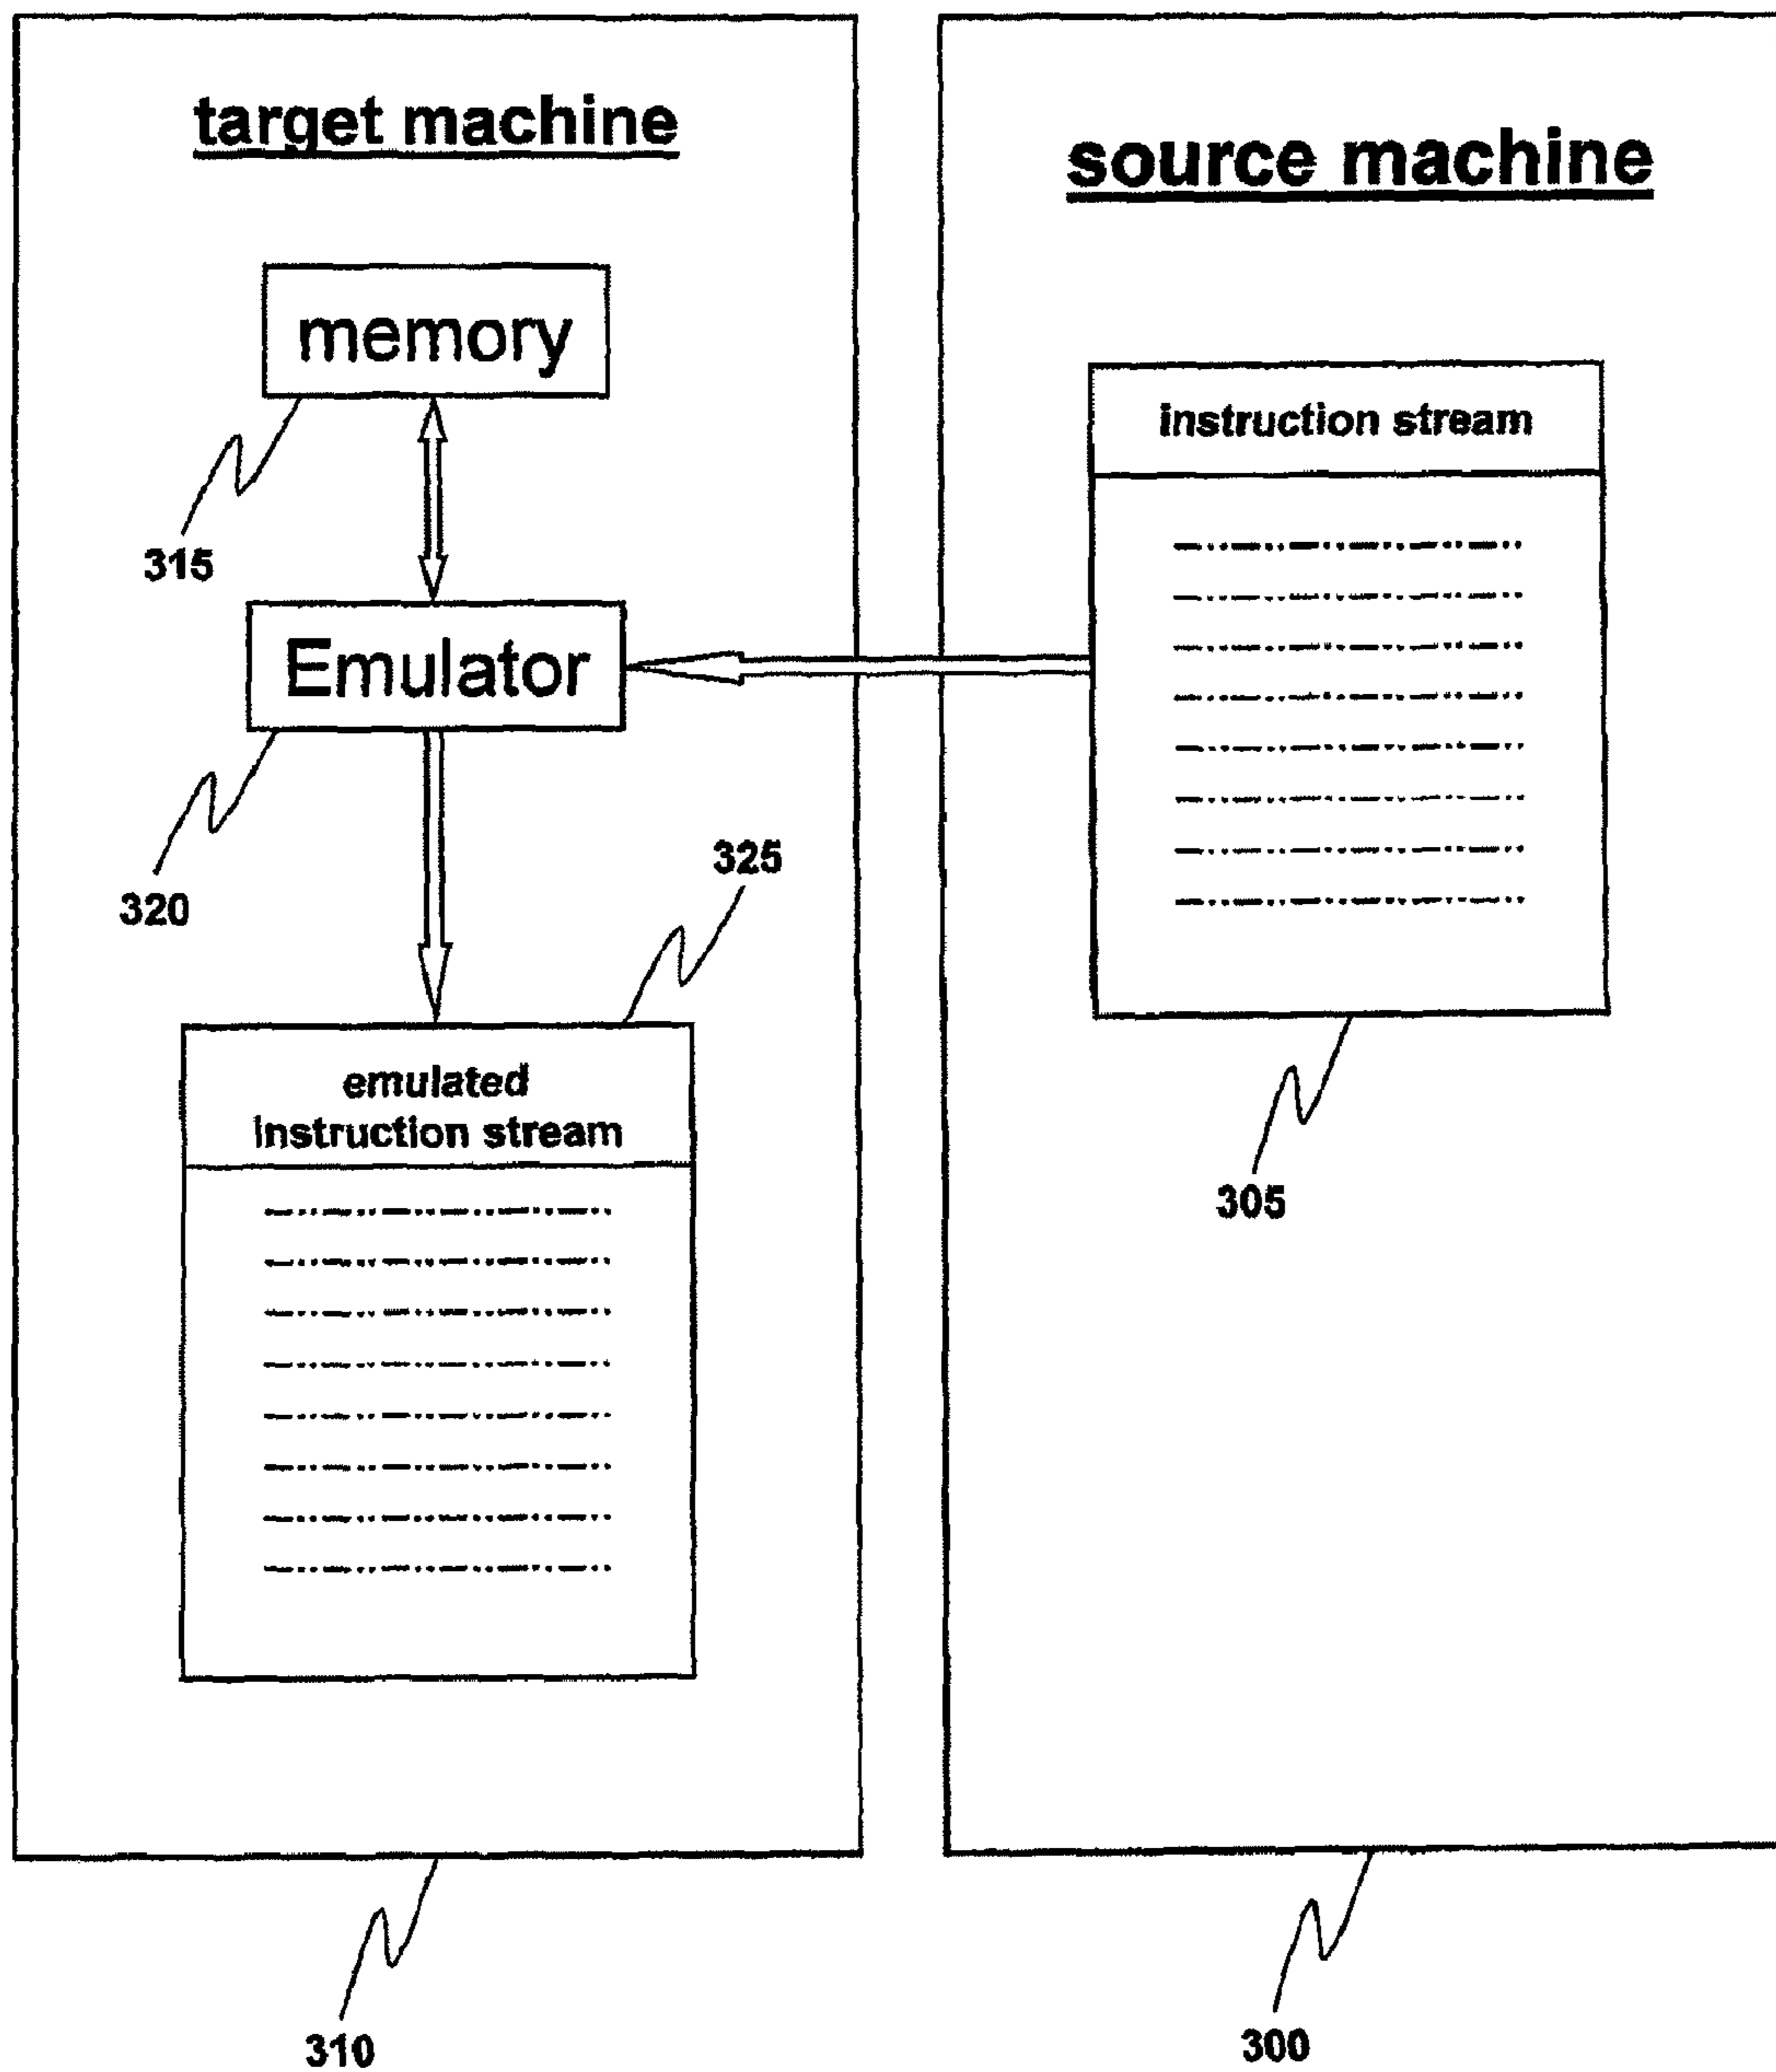 target machine
memory
315
Emulator
320
325
emulated
instruction stream
310
source machine
instruction stream
305
300